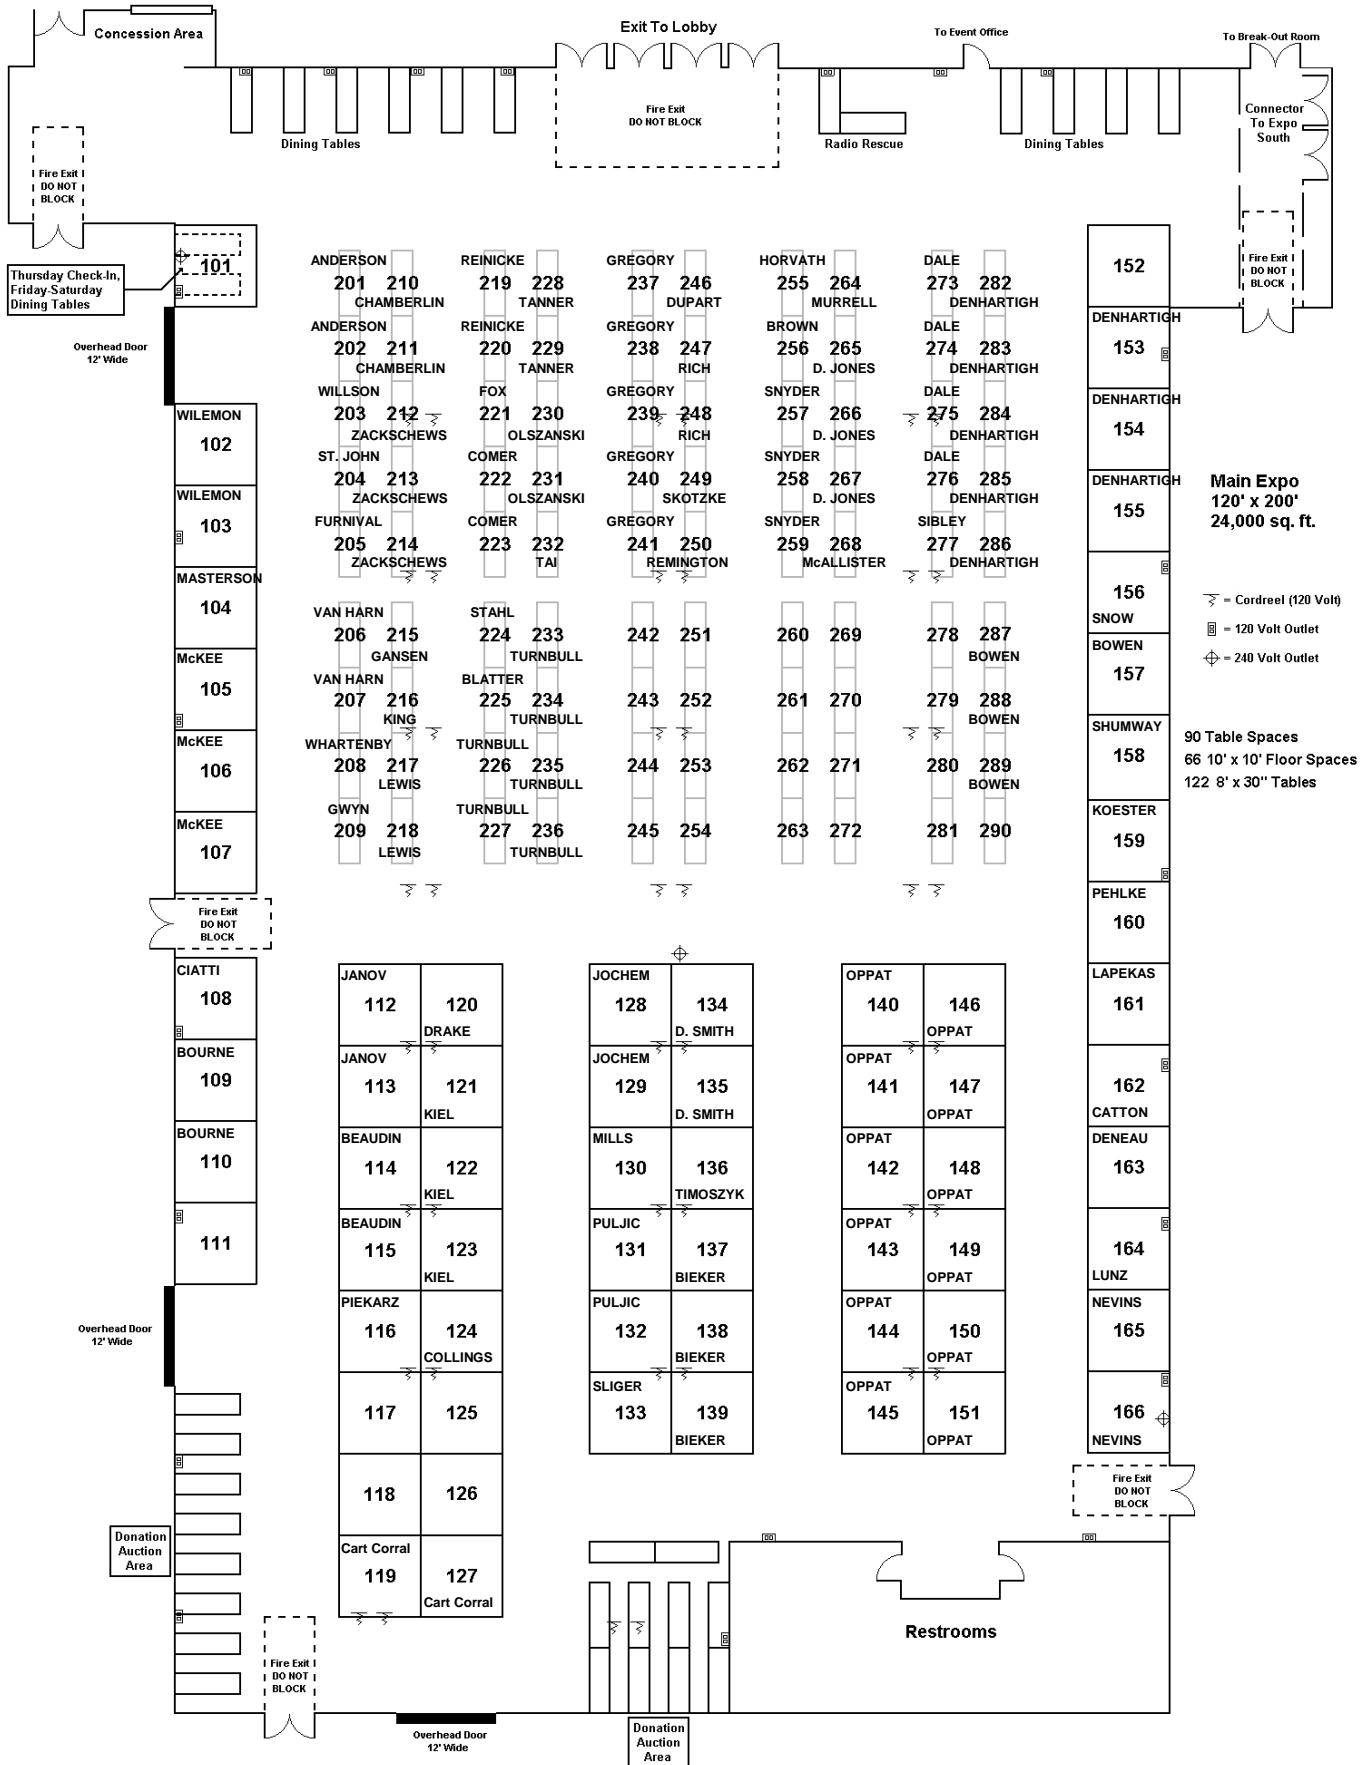 Exit To Lobby
To Event Office
To Break-Out Room
Concession Area
Fire Exit
DO NOT BLOCK
Connector
To Expo
South
Dining Tables
Radio Rescue
Dining Tables
Fire Exit
DO NOT
BLOCK
Thursday Check-In,
Friday-Saturday
Dining Tables
101
Fire Exit
DO NOT
BLOCK
Overhead Door
12' Wide
WILEMON
102
WILEMON
103
MASTERSON
104
McKEE
105
McKEE
106
McKEE
107
Fire Exit
DO NOT
BLOCK
CIATTI
108
BOURNE
109
BOURNE
110
111
Overhead Door
12' Wide
Donation
Auction
Area
Fire Exit
DO NOT
BLOCK
ANDERSON
201 210
CHAMBERLIN
ANDERSON
202 211
CHAMBERLIN
WILLSON
203 212
ZACKSCHEWS
ST. JOHN
204 213
ZACKSCHEWS
FURNIVAL
205 214
ZACKSCHEWS
VAN HARN
206 215
GANSEN
VAN HARN
207 216
KING
WHARTENBY
208 217
LEWIS
GWYN
209 218
LEWIS
REINICKE
219 228
TANNER
REINICKE
220 229
TANNER
FOX
221 230
OLSZANSKI
COMER
222 231
OLSZANSKI
COMER
223 232
TAI
STAHL
224 233
TURNBULL
BLATTER
225 234
TURNBULL
TURNBULL
226 235
TURNBULL
TURNBULL
227 236
TURNBULL
GREGORY
237 246
DUPART
GREGORY
238 247
RICH
GREGORY
239 248
RICH
GREGORY
240 249
SKOTZKE
GREGORY
241 250
REMINGTON
242 251
243 252
244 253
245 254
HORVATH
255 264
MURRELL
BROWN
256 265
D. JONES
SNYDER
257 266
D. JONES
SNYDER
258 267
D. JONES
SNYDER
259 268
McALLISTER
260 269
261 270
262 271
263 272
DALE
273 282
DENHARTIGH
DALE
274 283
DENHARTIGH
DALE
275 284
DENHARTIGH
DALE
276 285
DENHARTIGH
SIBLEY
277 286
DENHARTIGH
278 287
BOWEN
279 288
BOWEN
280 289
BOWEN
281 290
152
DENHARTIGH
153
DENHARTIGH
154
DENHARTIGH
155
156
SNOW
BOWEN
157
SHUMWAY
158
KOESTER
159
PEHLKE
160
LAPEKAS
161
162
CATTON
DENEAU
163
164
LUNZ
NEVINS
165
166
NEVINS
Fire Exit
DO NOT
BLOCK
Main Expo
120' x 200'
24,000 sq. ft.
= Cordreel (120 Volt)
= 120 Volt Outlet
= 240 Volt Outlet
90 Table Spaces
66 10' x 10' Floor Spaces
122 8' x 30" Tables
JANOV
112 120
DRAKE
JANOV
113 121
KIEL
BEAUDIN
114 122
KIEL
BEAUDIN
115 123
KIEL
PIEKARZ
116 124
COLLINGS
117 125
118 126
Cart Corral
119 127
Cart Corral
JOCHEM
128 134
D. SMITH
JOCHEM
129 135
D. SMITH
MILLS
130 136
TIMOSZYK
PULJIC
131 137
BIEKER
PULJIC
132 138
BIEKER
SLIGER
133 139
BIEKER
OPPAT
140 146
OPPAT
OPPAT
141 147
OPPAT
OPPAT
142 148
OPPAT
OPPAT
143 149
OPPAT
OPPAT
144 150
OPPAT
OPPAT
145 151
OPPAT
Restrooms
Overhead Door
12' Wide
Donation
Auction
Area